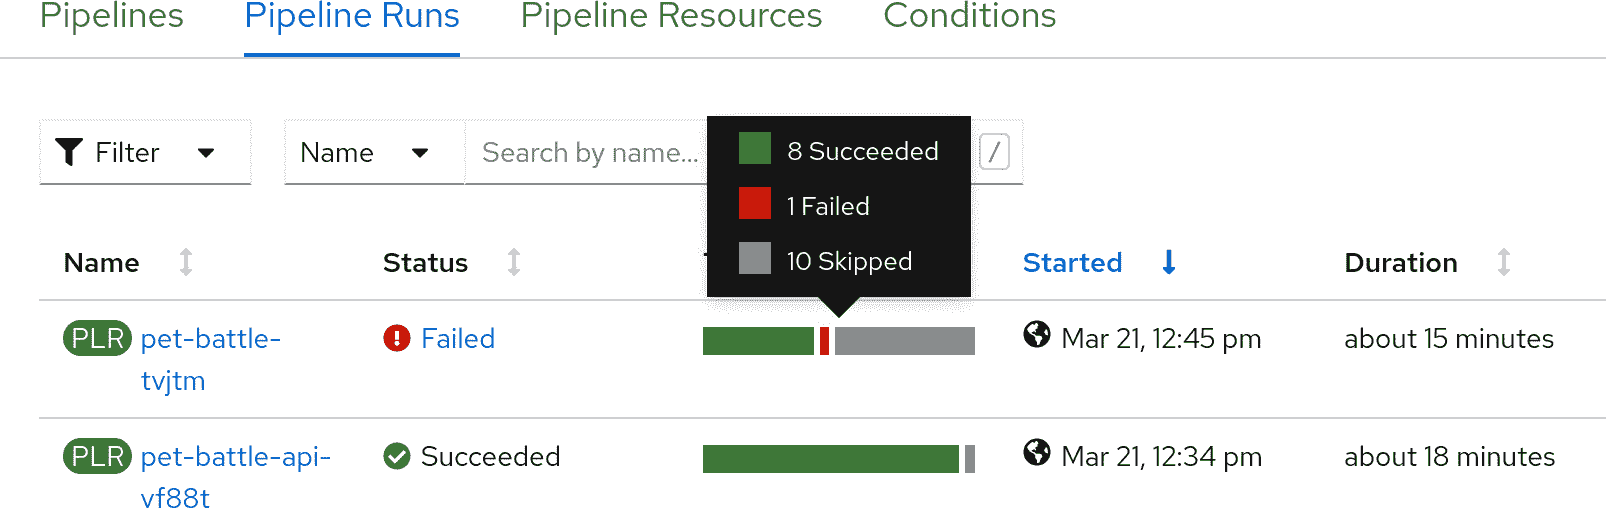 Pipelines Pipeline Runs Pipeline Resources Conditions
Filter Name Search by name... /
8 Succeeded
1 Failed
10 Skipped
Name Status Started Duration
PLR pet-battle- Failed Mar 21, 12:45 pm about 15 minutes
tvjtm
PLR pet-battle-api- Succeeded Mar 21, 12:34 pm about 18 minutes
vf88t